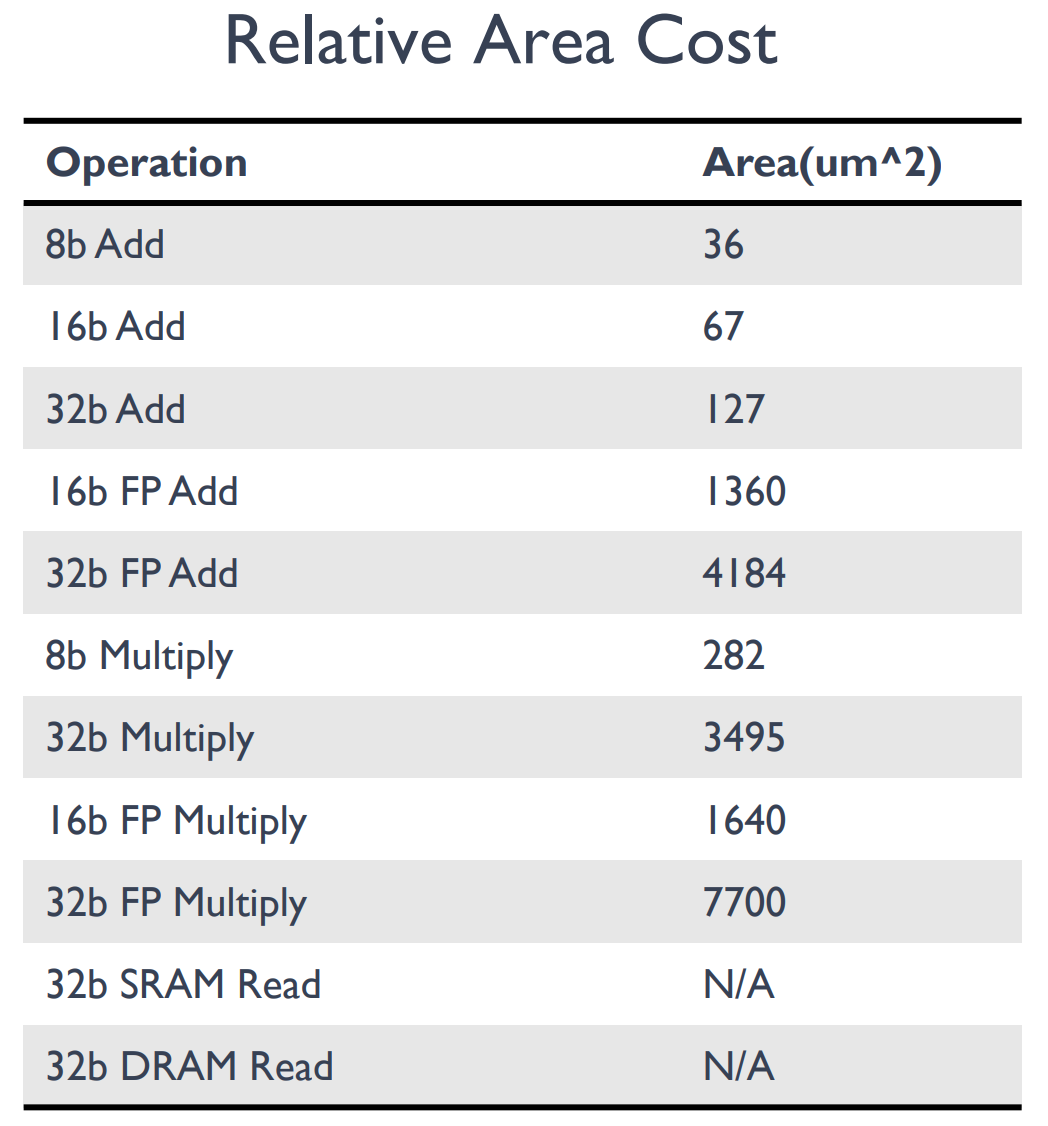 Relative Area Cost
Operation Area(um^2)
8b Add 36
16b Add 67
32b Add 127
16b FP Add 1360
32b FP Add 4184
8b Multiply 282
32b Multiply 3495
16b FP Multiply 1640
32b FP Multiply 7700
32b SRAM Read N/A
32b DRAM Read N/A